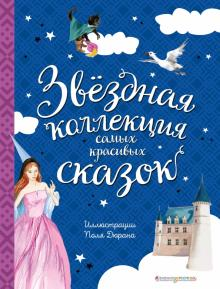 Звёздная
коллекция
самых
красивых
сказок
Иллюстрации
Поля Дюрана